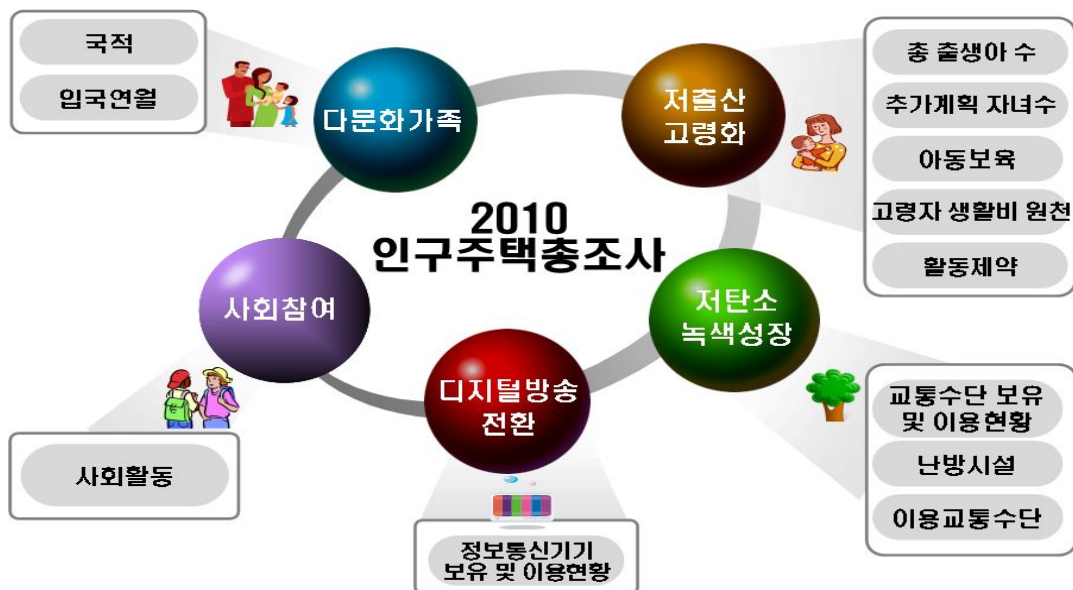 국적
입국연월
다문화가족
저출산
고령화
총 출생아 수
추가계획 자녀수
아동보육
고령자 생활비 원천
활동제약
2010
인구주택총조사
사회참여
저탄소
녹색성장
디지털방송
전환
교통수단 보유
및 이용현황
난방시설
이용교통수단
사회활동
정보통신기기
보유 및 이용현황